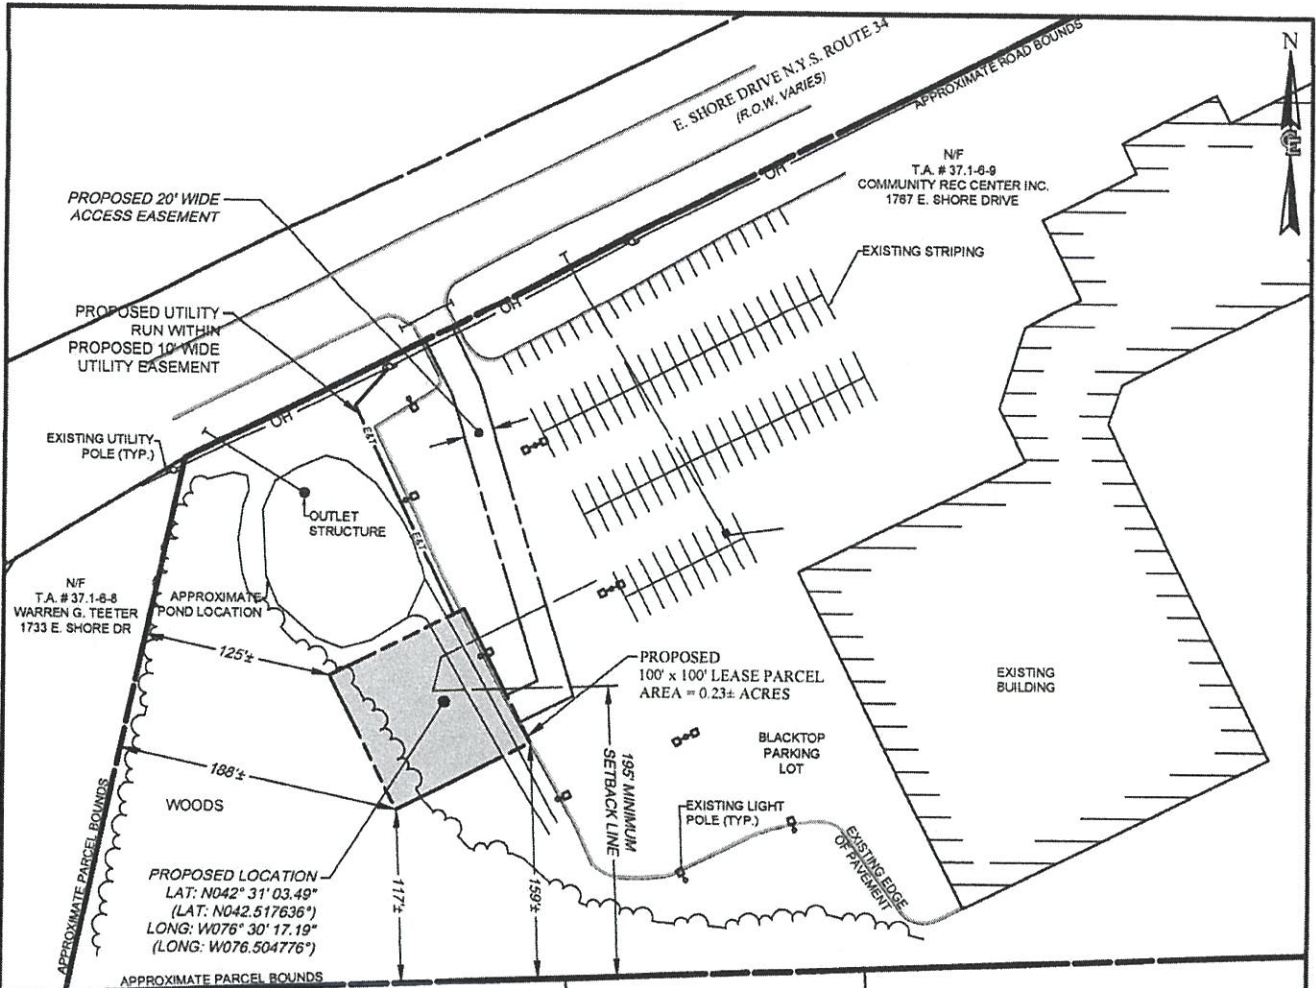 E. SHORE DRIVE N.Y.S. ROUTE 34
(R.O.W. VARIES)
APPROXIMATE ROAD BOUNDS
N
N/F
T.A. # 37.1-6-9
COMMUNITY REC CENTER INC.
1767 E. SHORE DRIVE
PROPOSED 20' WIDE
ACCESS EASEMENT
OH
EXISTING STRIPING
PROPOSED UTILITY
RUN WITHIN
PROPOSED 10' WIDE
UTILITY EASEMENT
OH
OH
EXISTING UTILITY
POLE (TYP.)
E&T
OUTLET
STRUCTURE
E&T
N/F
T.A. # 37.1-6-8
WARREN G. TEETER
1733 E. SHORE DR
APPROXIMATE
POND LOCATION
125'±
PROPOSED
100' x 100' LEASE PARCEL
AREA = 0.23± ACRES
EXISTING
BUILDING
188'±
WOODS
195' MINIMUM
SETBACK LINE
BLACKTOP
PARKING
LOT
EXISTING LIGHT
POLE (TYP.)
EXISTING EDGE
OF PAVEMENT
PROPOSED LOCATION
LAT: N042° 31' 03.49"
(LAT: N042.517636°)
LONG: W076° 30' 17.19"
(LONG: W076.504776°)
117'±
159'±
APPROXIMATE PARCEL BOUNDS
APPROXIMATE PARCEL BOUNDS